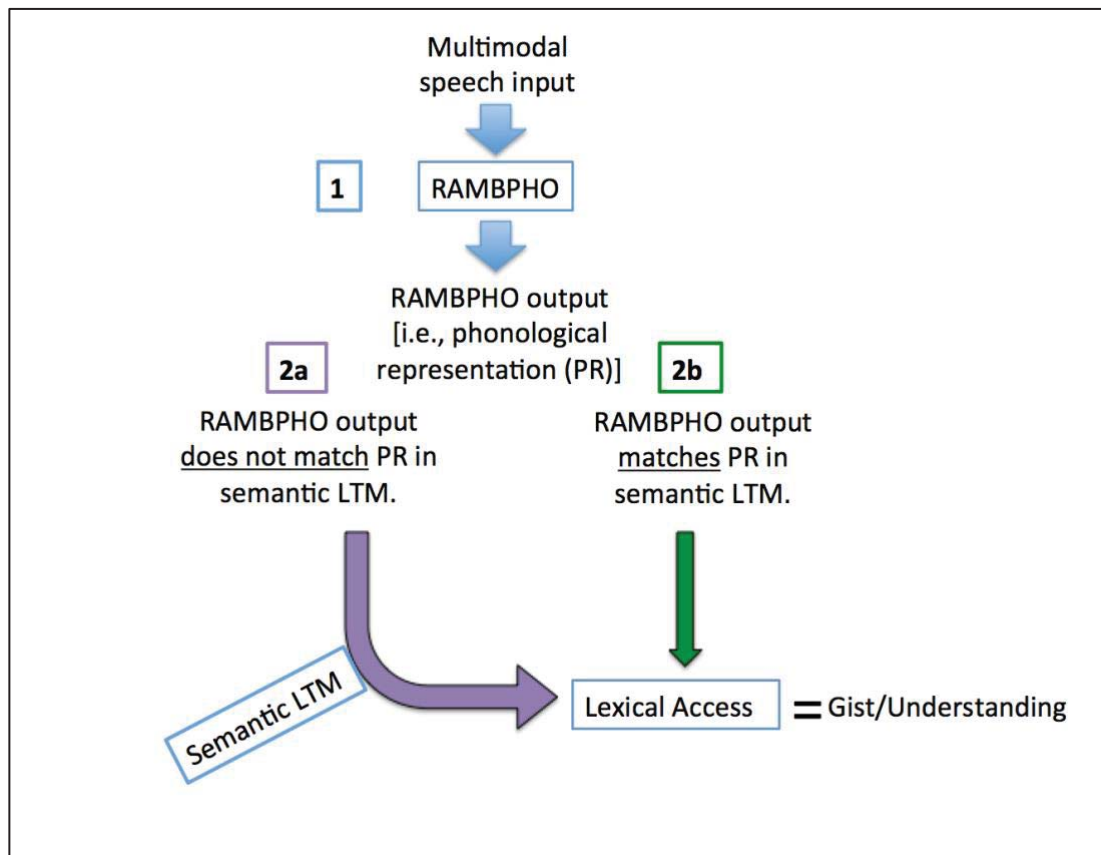 Multimodal
speech input
1
RAMBPHO
RAMBPHO output
[i.e., phonological
representation (PR)]
2a
2b
RAMBPHO output
does not match PR in
semantic LTM.
RAMBPHO output
matches PR in
semantic LTM.
Semantic LTM
Lexical Access
= Gist/Understanding